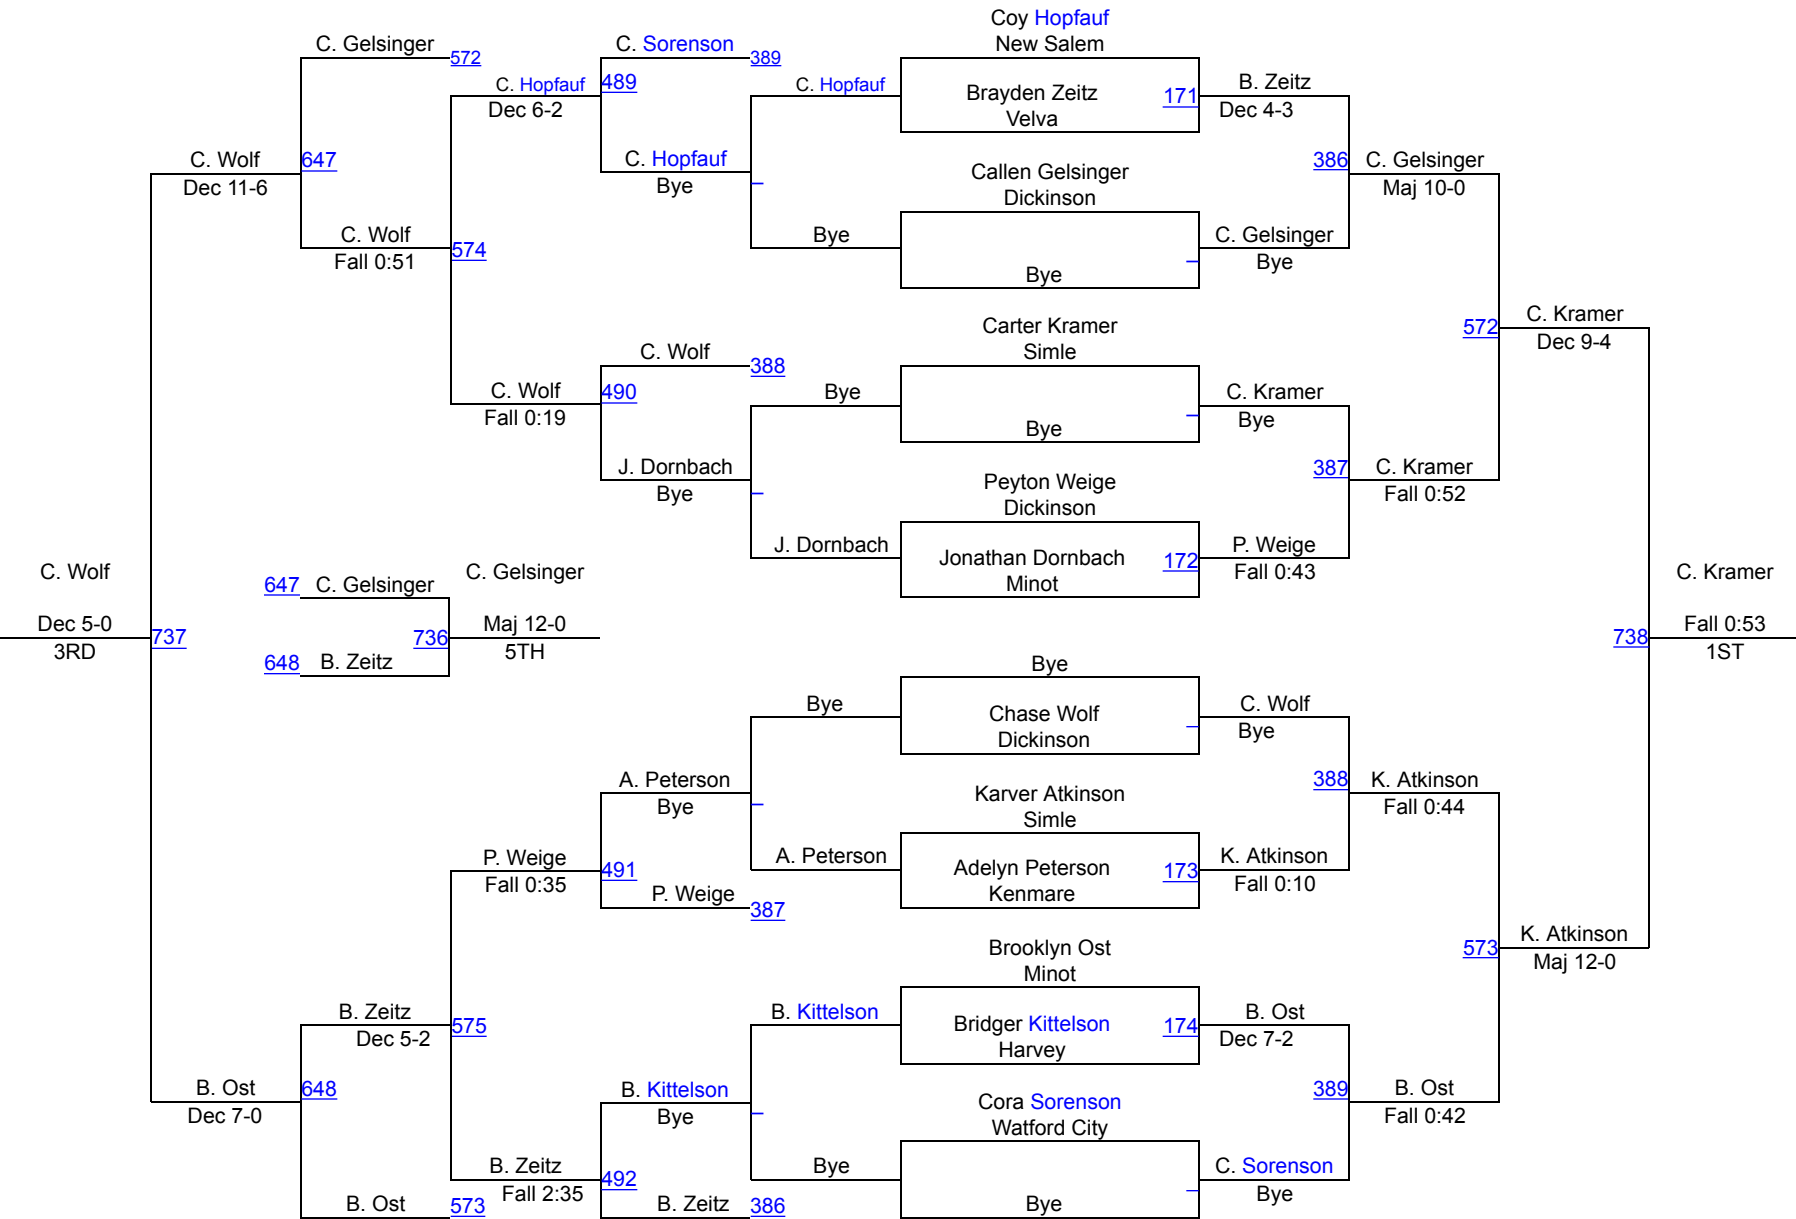 Coy Hopfauf
New Salem
C. Gelsinger
572
C. Sorenson
389
C. Hopfauf
489
Dec 6-2
C. Hopfauf
Brayden Zeitz
Velva
171
B. Zeitz
Dec 4-3
C. Wolf
647
Dec 11-6
C. Hopfauf
Bye
Callen Gelsinger
Dickinson
386
C. Gelsinger
Maj 10-0
C. Wolf
Fall 0:51
574
Bye
Bye
C. Gelsinger
Bye
Carter Kramer
Simle
572
C. Kramer
Dec 9-4
C. Wolf
388
C. Wolf
490
Fall 0:19
Bye
Bye
C. Kramer
Bye
J. Dornbach
Bye
Peyton Weige
Dickinson
387
C. Kramer
Fall 0:52
J. Dornbach
Jonathan Dornbach
Minot
172
P. Weige
Fall 0:43
C. Wolf
Dec 5-0
3RD
737
647
C. Gelsinger
648
B. Zeitz
736
C. Gelsinger
Maj 12-0
5TH
738
C. Kramer
Fall 0:53
1ST
Bye
Bye
Chase Wolf
Dickinson
C. Wolf
Bye
A. Peterson
Bye
Karver Atkinson
Simle
388
K. Atkinson
Fall 0:44
P. Weige
Fall 0:35
491
A. Peterson
Adelyn Peterson
Kenmare
173
K. Atkinson
Fall 0:10
P. Weige
387
Brooklyn Ost
Minot
573
K. Atkinson
Maj 12-0
B. Zeitz
Dec 5-2
575
B. Kittelson
Bridger Kittelson
Harvey
174
B. Ost
Dec 7-2
B. Ost
Dec 7-0
648
B. Kittelson
Bye
Cora Sorenson
Watford City
389
B. Ost
Fall 0:42
B. Zeitz
Fall 2:35
492
Bye
Bye
C. Sorenson
Bye
B. Ost
573
B. Zeitz
386